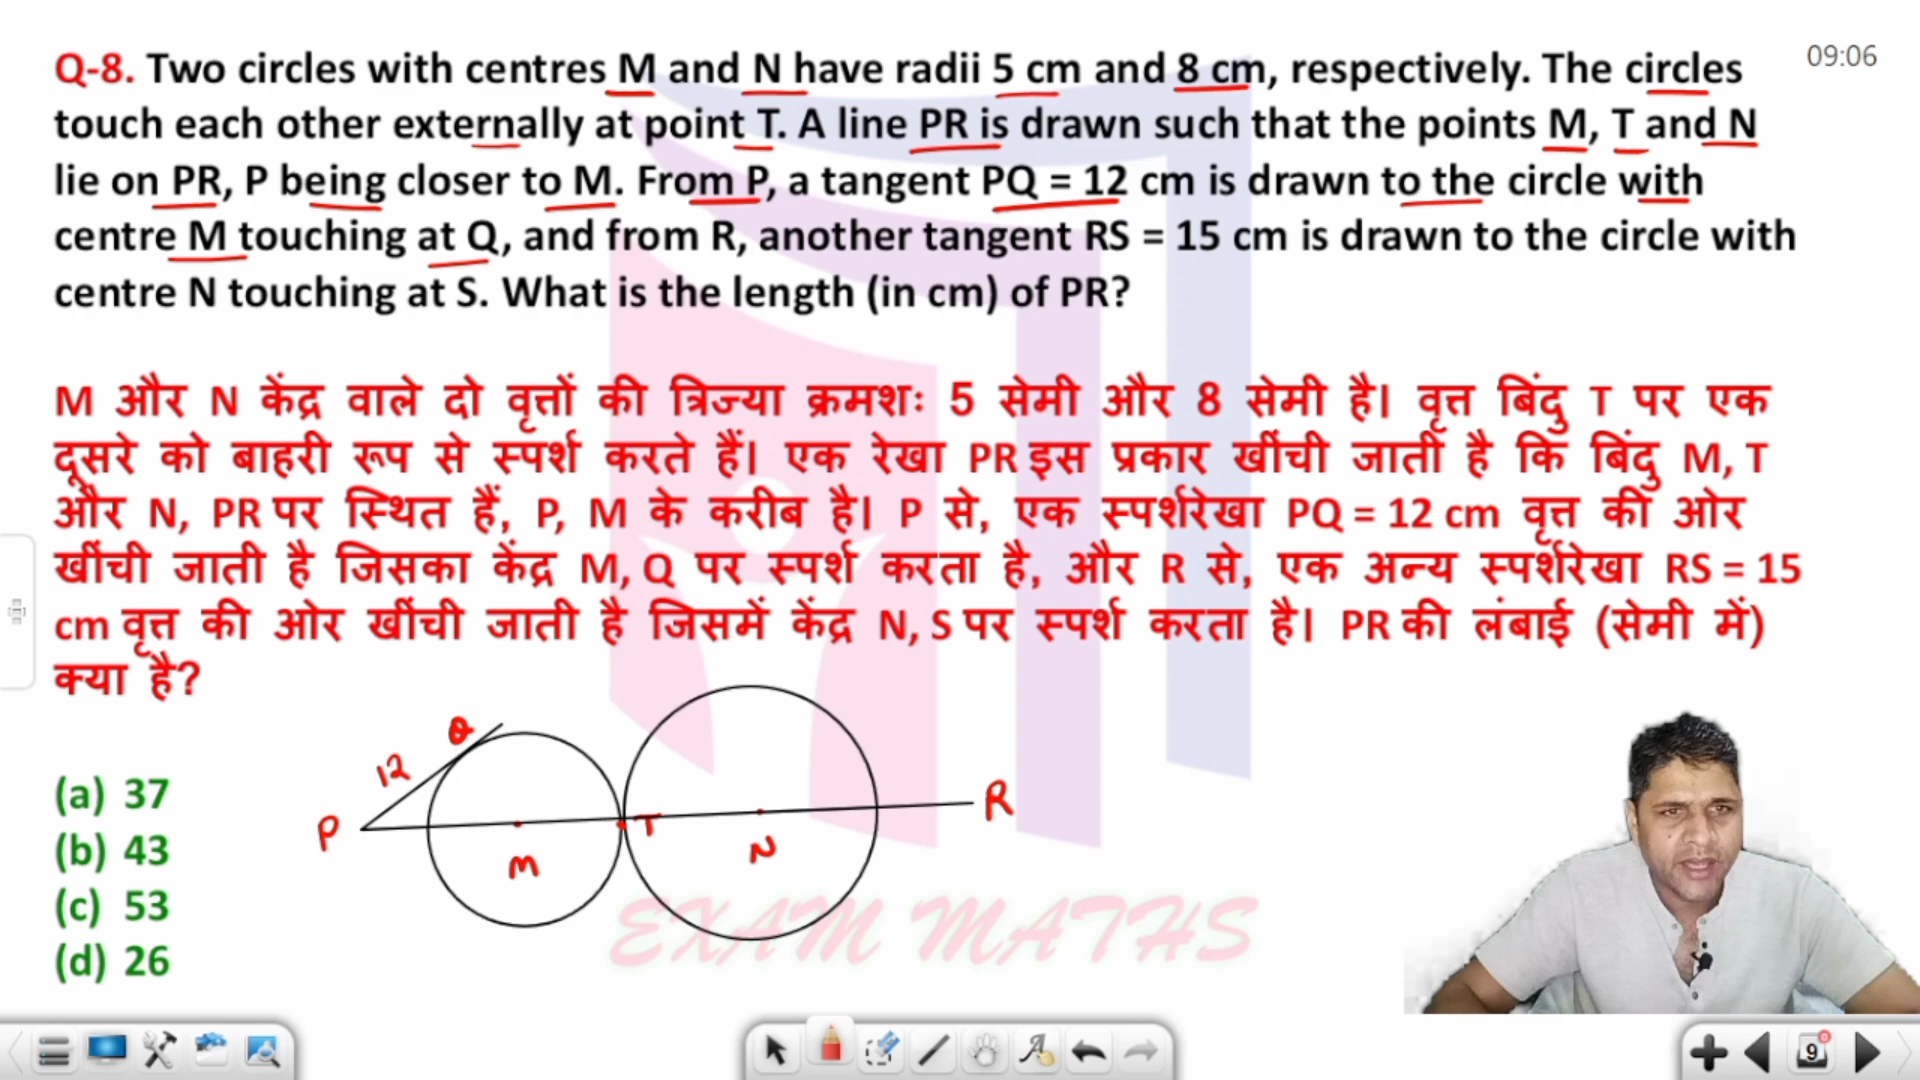 Q-8. Two circles with centres M and N have radii 5 cm and 8 cm, respectively. The circles
09:06
touch each other externally at point T. A line PR is drawn such that the points M, T and N
lie on PR, P being closer to M. From P, a tangent PQ = 12 cm is drawn to the circle with
centre M touching at Q, and from R, another tangent RS = 15 cm is drawn to the circle with
centre N touching at S. What is the length (in cm) of PR?
M और N केंद्र वाले दो वृत्तों की त्रिज्या क्रमशः 5 सेमी और 8 सेमी है। वृत्त बिंदु T पर एक
दूसरे को बाहरी रूप से स्पर्श करते हैं। एक रेखा PR इस प्रकार खींची जाती है कि बिंदु M, T
और N, PR पर स्थित हैं, P, M के करीब है। P से, एक स्पर्शरेखा PQ = 12 cm वृत्त की ओर
खींची जाती है जिसका केंद्र M, Q पर स्पर्श करता है, और R से, एक अन्य स्पर्शरेखा RS = 15
cm वृत्त की ओर खींची जाती है जिसमें केंद्र N, S पर स्पर्श करता है। PR की लंबाई (सेमी में)
क्या है?
Q
12
P
T
R
M
N
(a) 37
(b) 43
(c) 53
(d) 26
EXAM MATHS
9
0